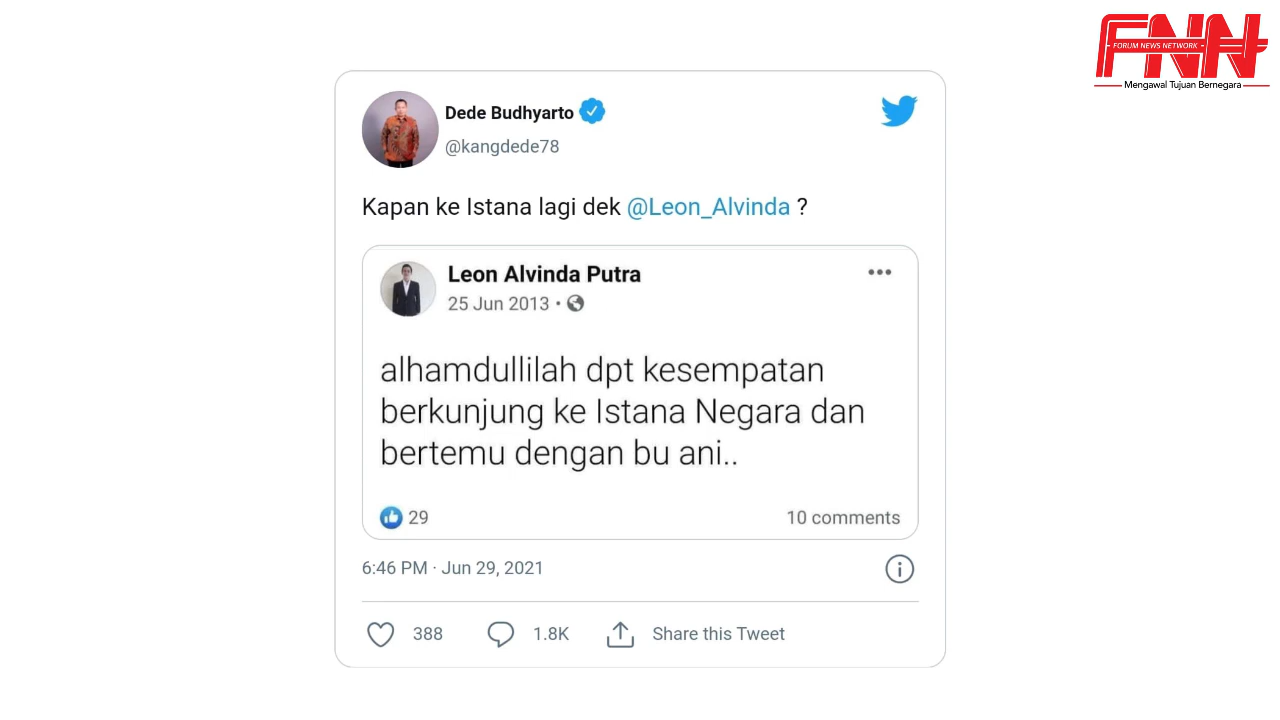 FNN
FORUM NEWS NETWORK
Mengawal Tujuan Bernegara
Dede Budhyarto
@kangdede78
Kapan ke Istana lagi dek @Leon_Alvinda ?
Leon Alvinda Putra
25 Jun 2013 •
alhamdullilah dpt kesempatan
berkunjung ke Istana Negara dan
bertemu dengan bu ani..
29 10 comments
6:46 PM · Jun 29, 2021
388 1.8K Share this Tweet